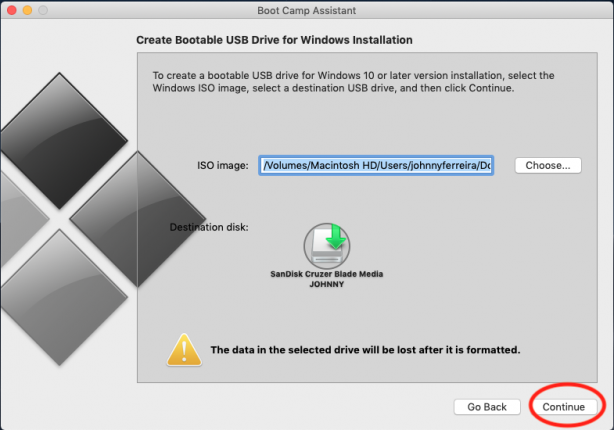 Boot Camp Assistant
Create Bootable USB Drive for Windows Installation
To create a bootable USB drive for Windows 10 or later version installation, select the
Windows ISO image, select a destination USB drive, and then click Continue.
ISO image: /Volumes/Macintosh HD/Users/johnnyferreira/Do Choose...
Destination disk:
SanDisk Cruzer Blade Media
JOHNNY
The data in the selected drive will be lost after it is formatted.
Go Back Continue